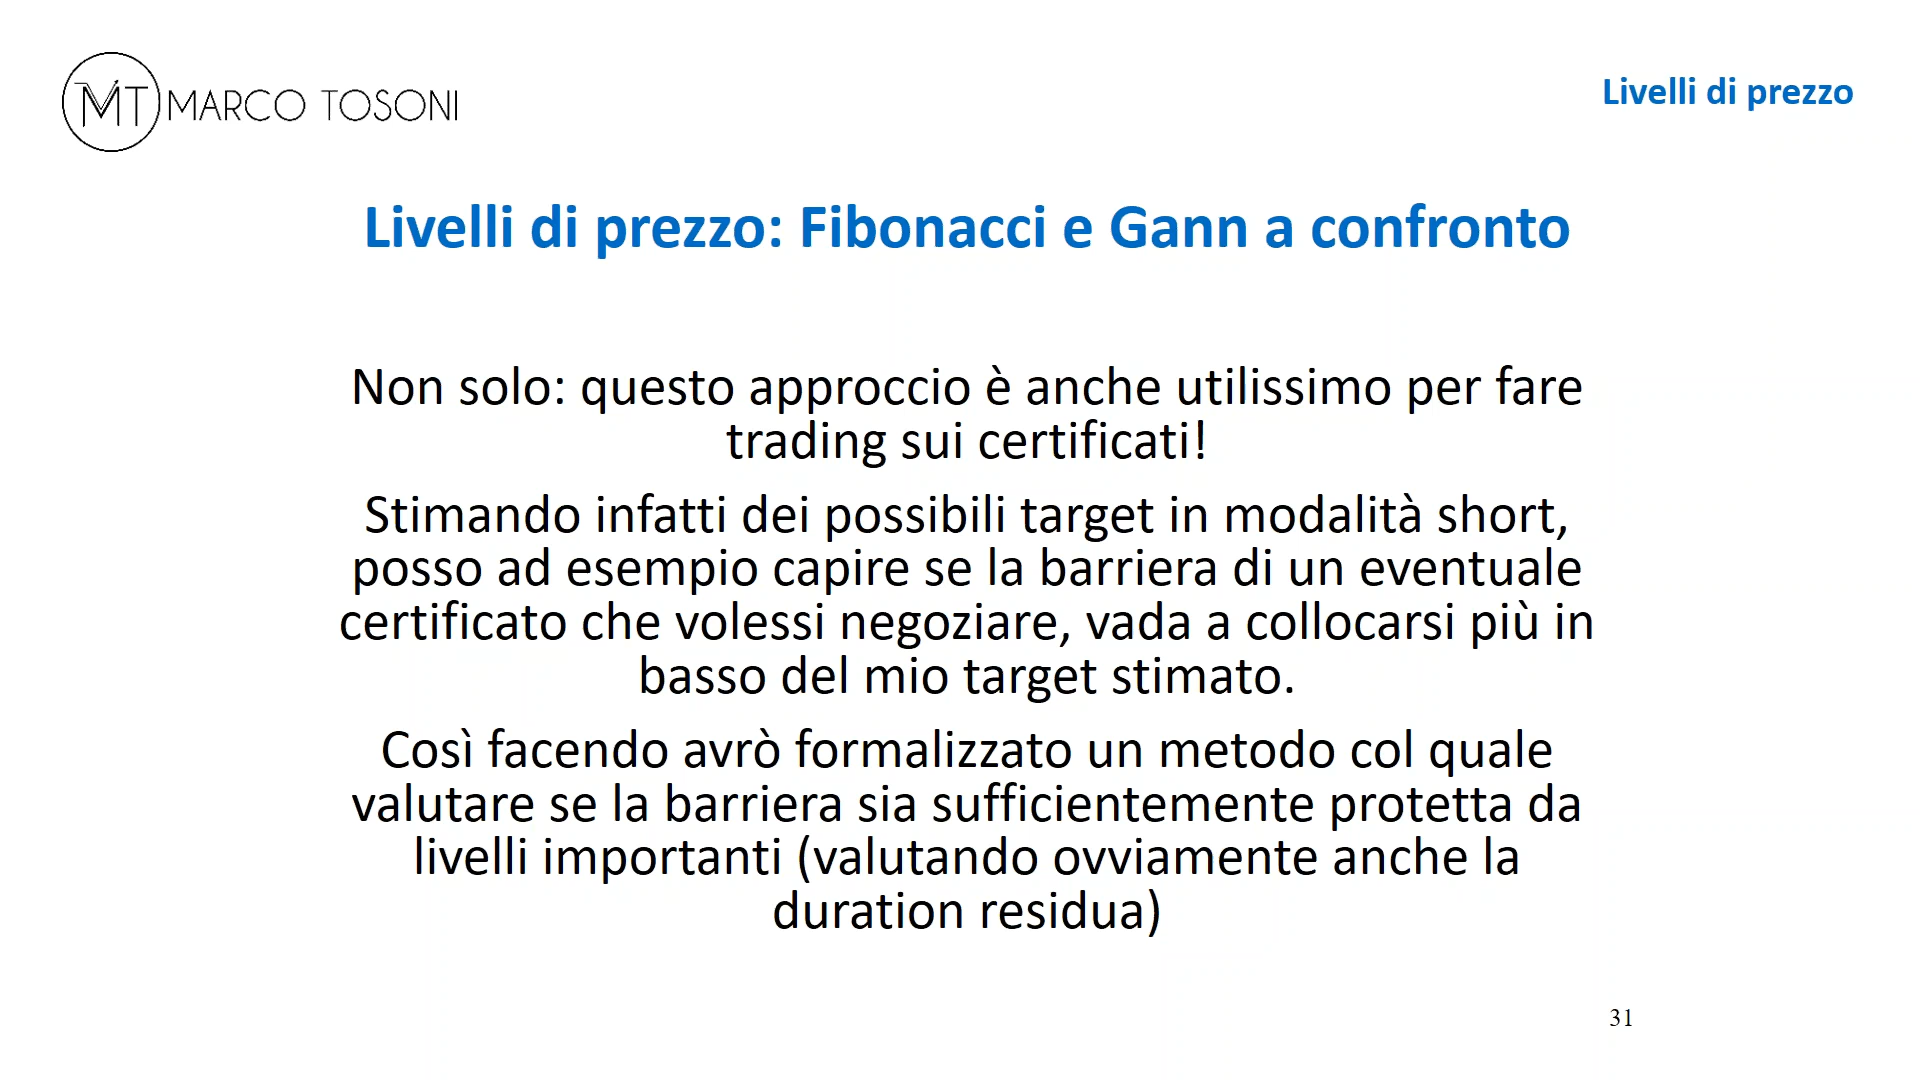 MT MARCO TOSONI
Livelli di prezzo
Livelli di prezzo: Fibonacci e Gann a confronto
Non solo: questo approccio è anche utilissimo per fare
trading sui certificati!
Stimando infatti dei possibili target in modalità short,
posso ad esempio capire se la barriera di un eventuale
certificato che volessi negoziare, vada a collocarsi più in
basso del mio target stimato.
Così facendo avrò formalizzato un metodo col quale
valutare se la barriera sia sufficientemente protetta da
livelli importanti (valutando ovviamente anche la
duration residua)
31